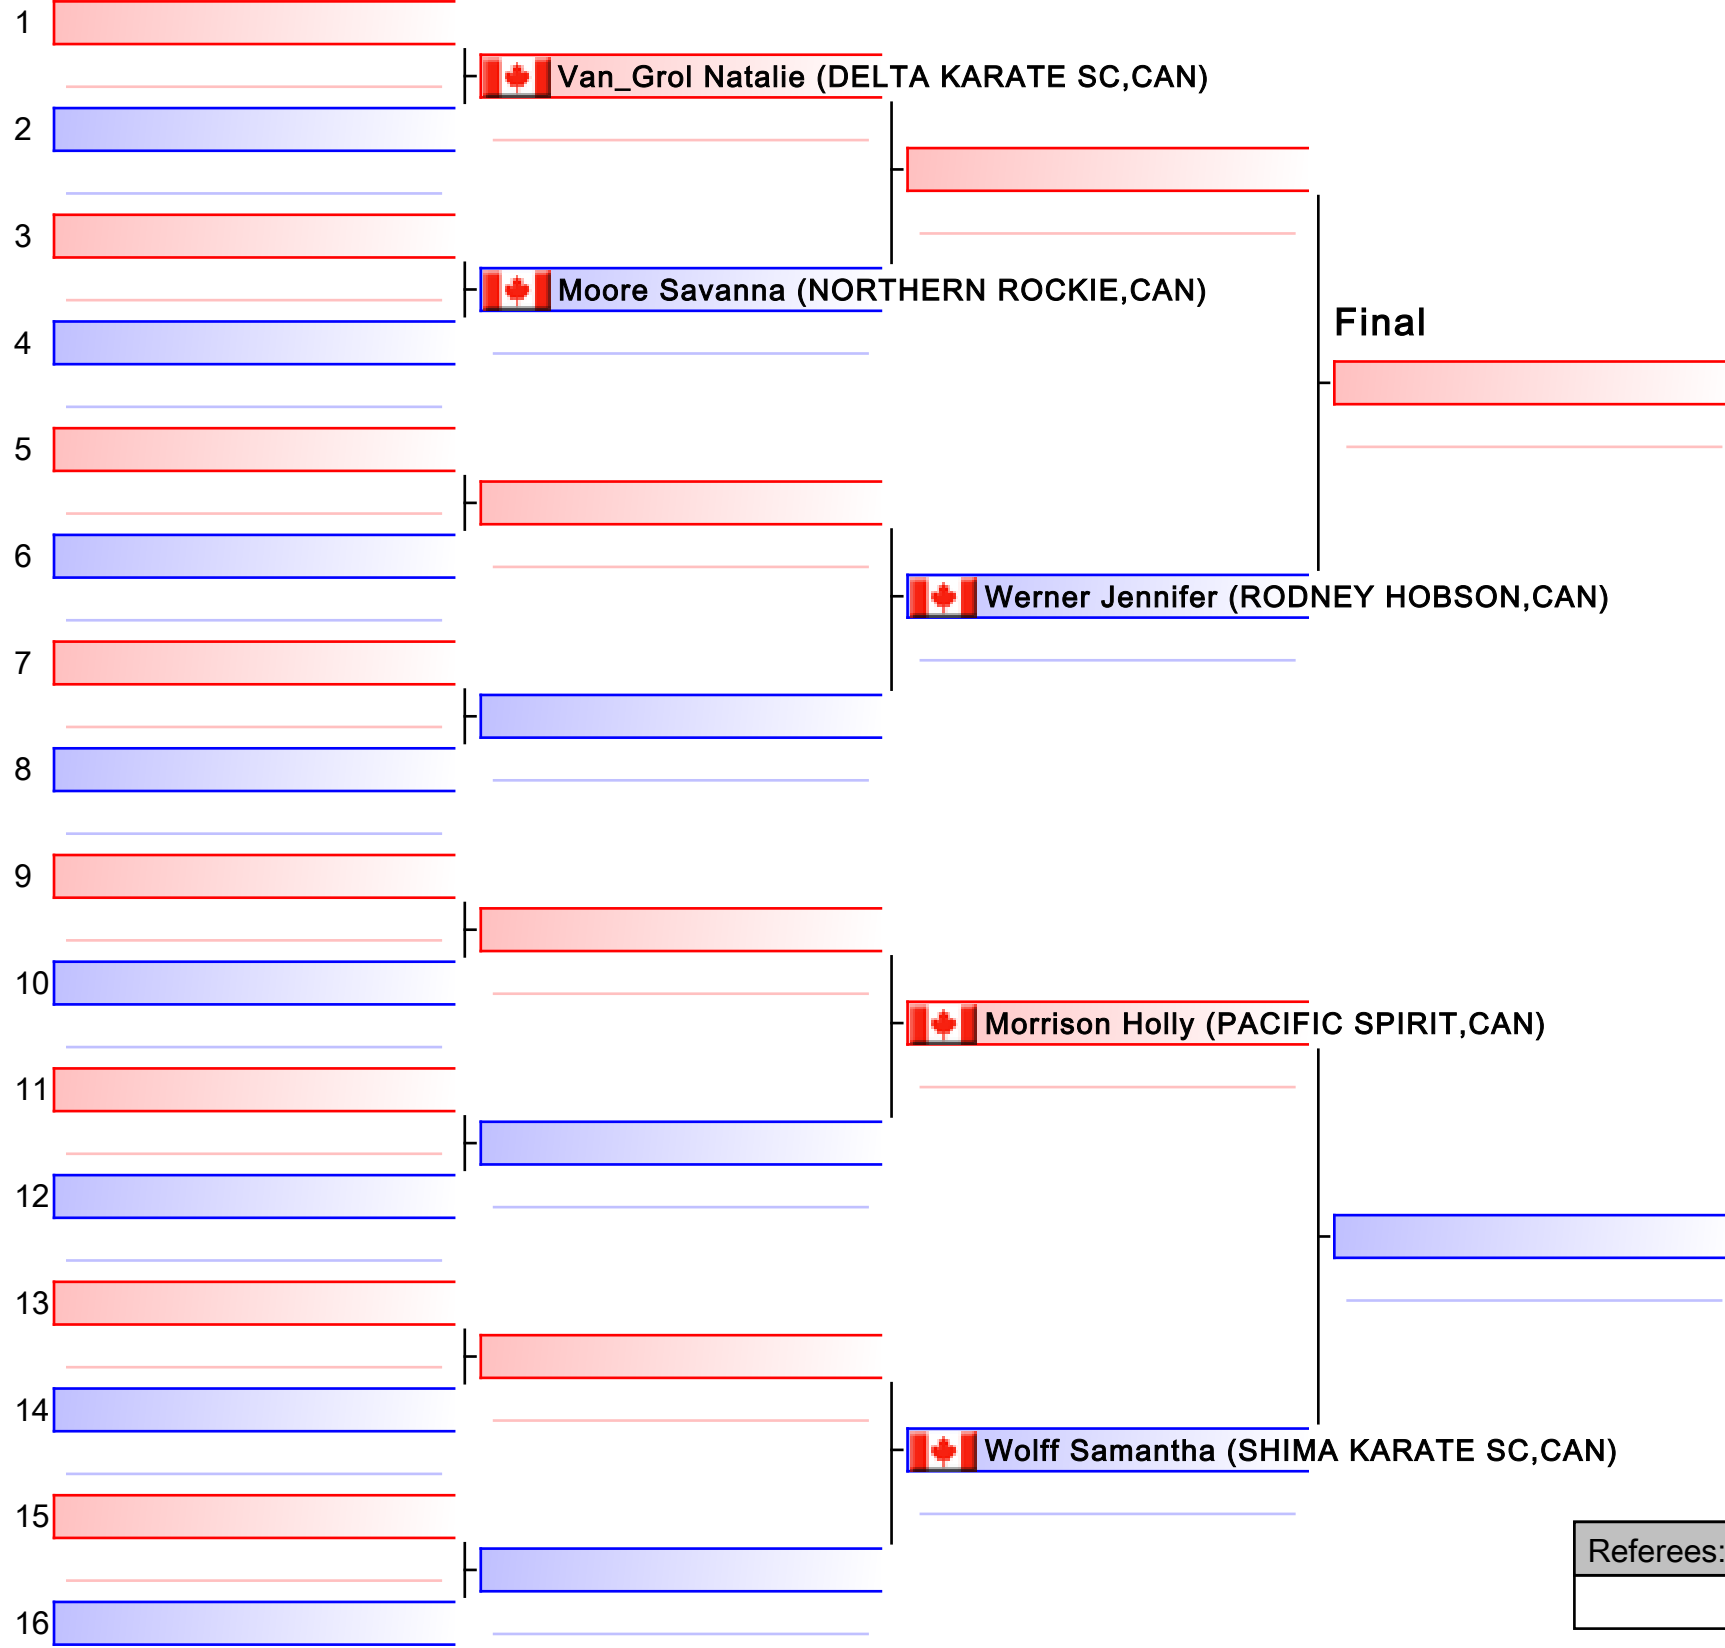 1
Van_Grol Natalie (DELTA KARATE SC,CAN)
2
3
Moore Savanna (NORTHERN ROCKIE,CAN)
4
Final
5
6
Werner Jennifer (RODNEY HOBSON,CAN)
7
8
9
10
Morrison Holly (PACIFIC SPIRIT,CAN)
11
12
13
14
Wolff Samantha (SHIMA KARATE SC,CAN)
15
Referees:
16